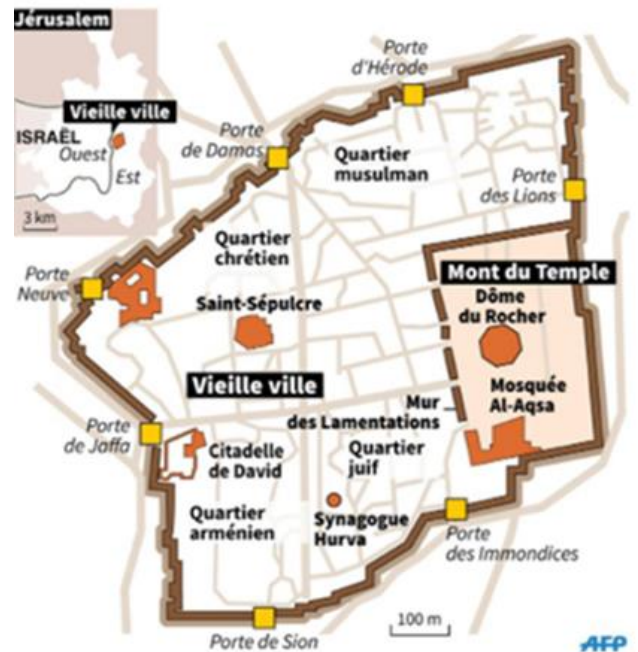 Jérusalem
Vieille ville
ISRAËL
Ouest
Est
3 km
Porte
d'Hérode
Porte
de Damas
Quartier
musulman
Porte
des Lions
Quartier
chrétien
Porte
Neuve
Saint-Sépulcre
Mont du Temple
Dôme
du Rocher
Vieille ville
Mosquée
Al-Aqsa
Mur
des Lamentations
Porte
de Jaffa
Citadelle
de David
Quartier
juif
Quartier
arménien
Synagogue
Hurva
Porte
des Immondices
100 m
Porte de Sion
AFP